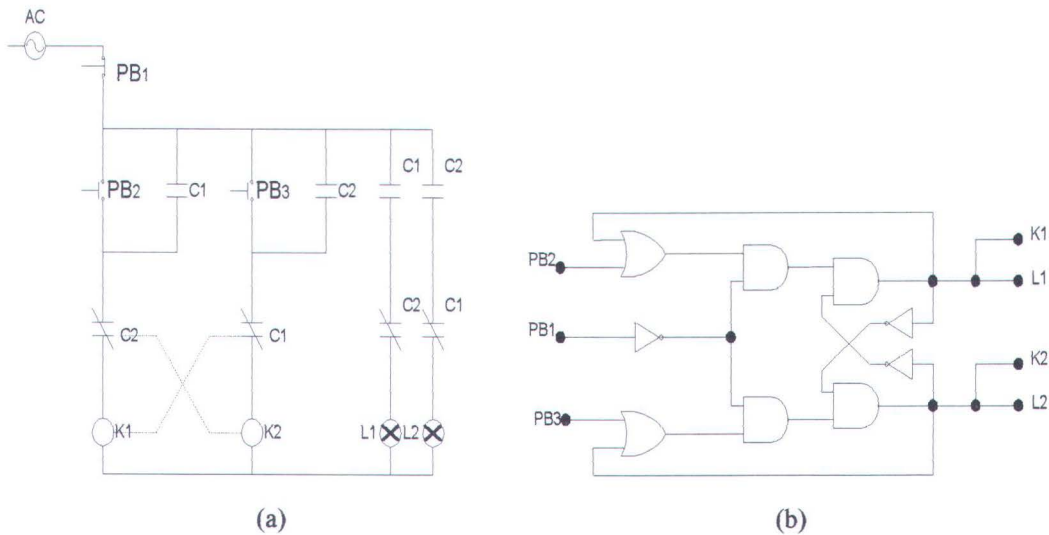 AC
PB1
C1 C2
PB2 C1 PB3 C2
C2 C1 C2 C1
K1 K2 L1 L2
(a)
K1
PB2
L1
PB1
K2
PB3
L2
(b)